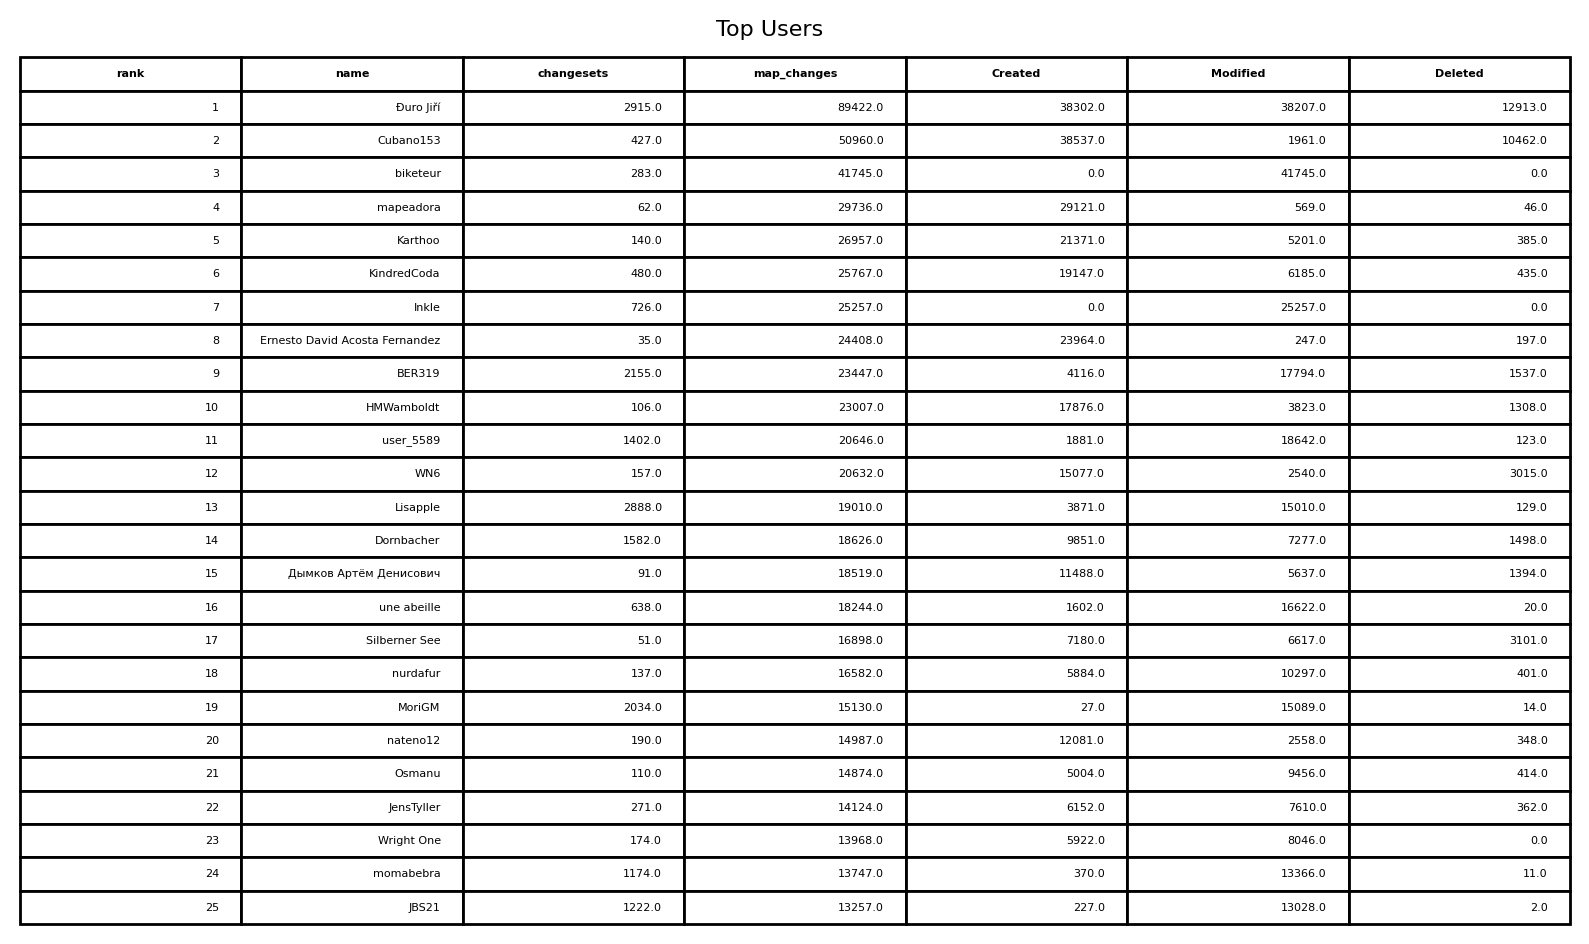 Top Users
rank name changesets map_changes Created Modified Deleted
1 Đuro Jiří 2915.0 89422.0 38302.0 38207.0 12913.0
2 Cubano153 427.0 50960.0 38537.0 1961.0 10462.0
3 biketeur 283.0 41745.0 0.0 41745.0 0.0
4 mapeadora 62.0 29736.0 29121.0 569.0 46.0
5 Karthoo 140.0 26957.0 21371.0 5201.0 385.0
6 KindredCoda 480.0 25767.0 19147.0 6185.0 435.0
7 Inkle 726.0 25257.0 0.0 25257.0 0.0
8 Ernesto David Acosta Fernandez 35.0 24408.0 23964.0 247.0 197.0
9 BER319 2155.0 23447.0 4116.0 17794.0 1537.0
10 HMWamboldt 106.0 23007.0 17876.0 3823.0 1308.0
11 user_5589 1402.0 20646.0 1881.0 18642.0 123.0
12 WN6 157.0 20632.0 15077.0 2540.0 3015.0
13 Lisapple 2888.0 19010.0 3871.0 15010.0 129.0
14 Dornbacher 1582.0 18626.0 9851.0 7277.0 1498.0
15 Дымков Артём Денисович 91.0 18519.0 11488.0 5637.0 1394.0
16 une abeille 638.0 18244.0 1602.0 16622.0 20.0
17 Silberner See 51.0 16898.0 7180.0 6617.0 3101.0
18 nurdafur 137.0 16582.0 5884.0 10297.0 401.0
19 MoriGM 2034.0 15130.0 27.0 15089.0 14.0
20 nateno12 190.0 14987.0 12081.0 2558.0 348.0
21 Osmanu 110.0 14874.0 5004.0 9456.0 414.0
22 JensTyller 271.0 14124.0 6152.0 7610.0 362.0
23 Wright One 174.0 13968.0 5922.0 8046.0 0.0
24 momabebra 1174.0 13747.0 370.0 13366.0 11.0
25 JBS21 1222.0 13257.0 227.0 13028.0 2.0